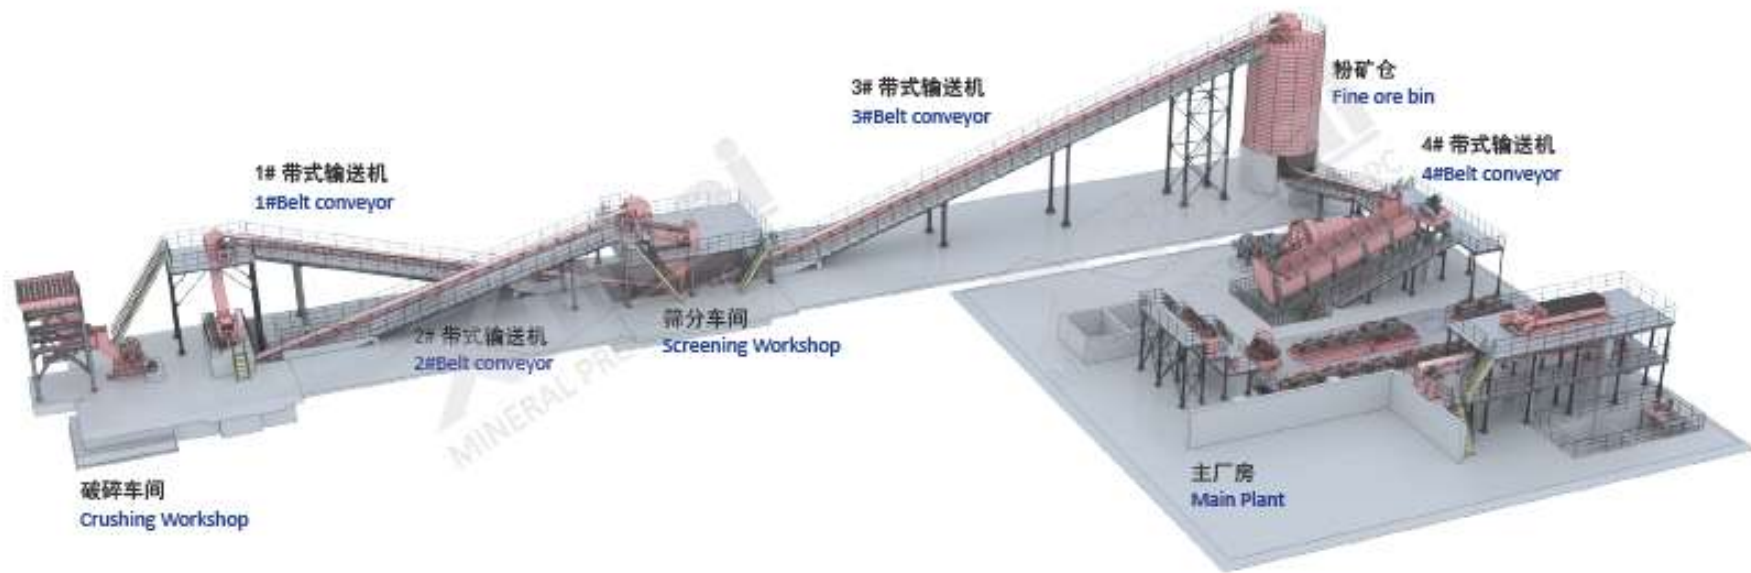 3# 带式输送机
3#Belt conveyor
粉矿仓
Fine ore bin
1# 带式输送机
1#Belt conveyor
4# 带式输送机
4#Belt conveyor
2# 带式输送机
2#Belt conveyor
筛分车间
Screening Workshop
破碎车间
Crushing Workshop
主厂房
Main Plant